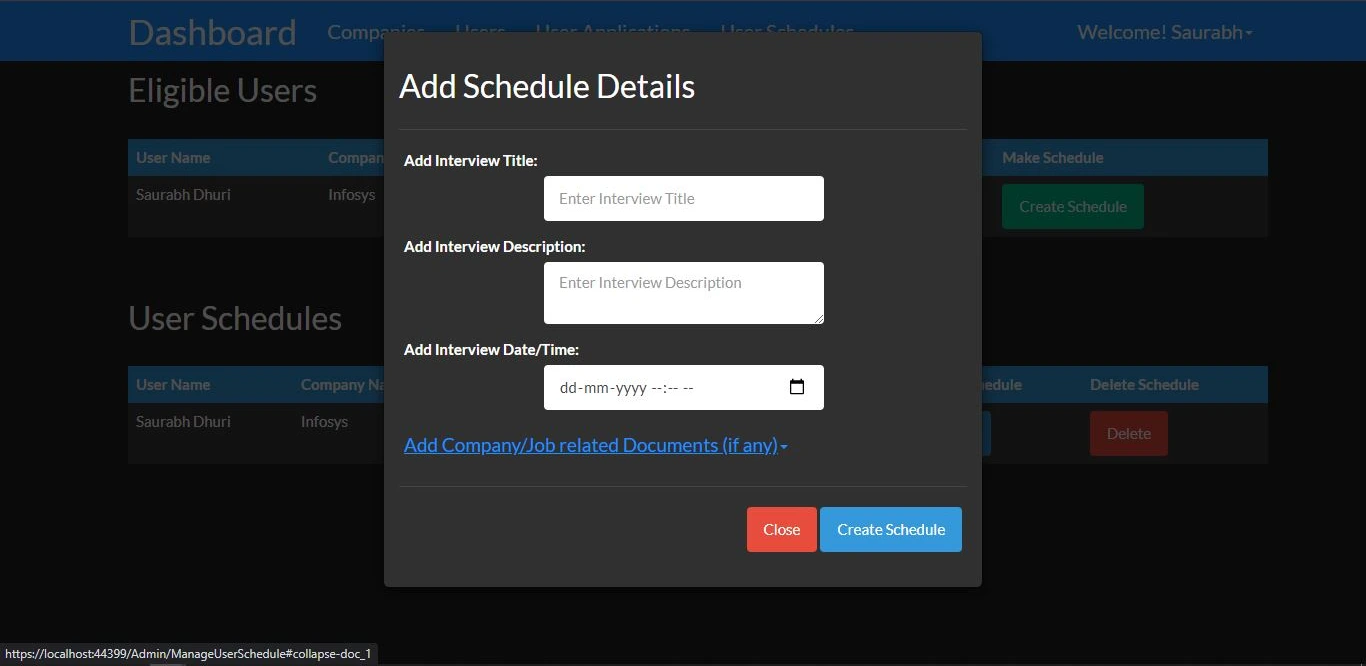 Dashboard Companies Users User Applications User Schedules Welcome! Saurabh
Eligible Users
Add Schedule Details
User Name Compan Make Schedule
Add Interview Title:
Saurabh Dhuri Infosys Create Schedule
Enter Interview Title
Add Interview Description:
Enter Interview Description
User Schedules
Add Interview Date/Time:
User Name Company Na edule Delete Schedule
dd-mm-yyyy --:-- --
Saurabh Dhuri Infosys Delete
Add Company/Job related Documents (if any)
Close Create Schedule
https://localhost:44399/Admin/ManageUserSchedule#collapse-doc_1